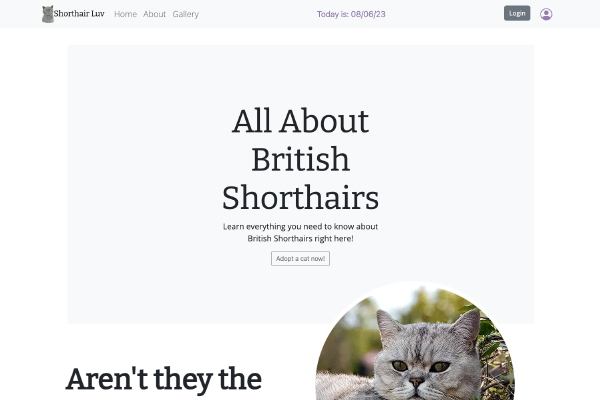 Shorthair Luv Home About Gallery Today is: 08/06/23 Login
All About
British
Shorthairs
Learn everything you need to know about
British Shorthairs right here!
Adopt a cat now!
Aren't they the